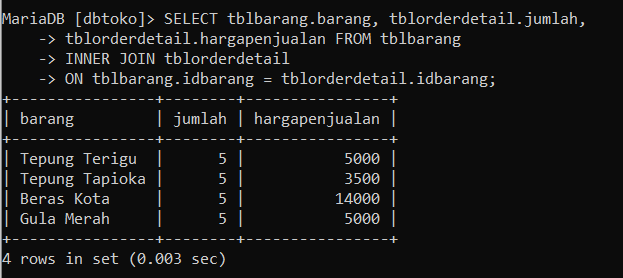 MariaDB [dbtoko]> SELECT tblbarang.barang, tblorderdetail.jumlah,
    -> tblorderdetail.hargapenjualan FROM tblbarang
    -> INNER JOIN tblorderdetail
    -> ON tblbarang.idbarang = tblorderdetail.idbarang;
+---------------+--------+----------------+
| barang        | jumlah | hargapenjualan |
+---------------+--------+----------------+
| Tepung Terigu  |      5 |           5000 |
| Tepung Tapioka |      5 |           3500 |
| Beras Kota     |      5 |          14000 |
| Gula Merah     |      5 |           5000 |
+---------------+--------+----------------+
4 rows in set (0.003 sec)